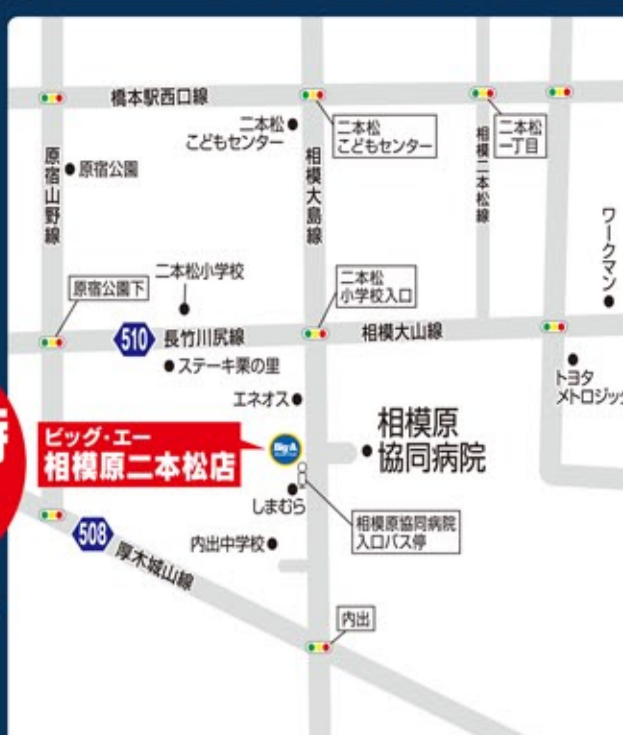 橋本駅西口線
二本松
こどもセンター
二本松
こどもセンター
二本松
一丁目
原宿山野線
原宿公園
相模大島線
相模二本松線
ワークマン
原宿公園下
二本松小学校
二本松
小学校入口
510
長竹川尻線
相模大山線
ステーキ栗の里
トヨタ
エネオス
ビッグ・エー
相模原二本松店
Big-A
相模原
協同病院
しまむら
相模原協同病院
入口バス停
508
厚木城山線
内出中学校
内出